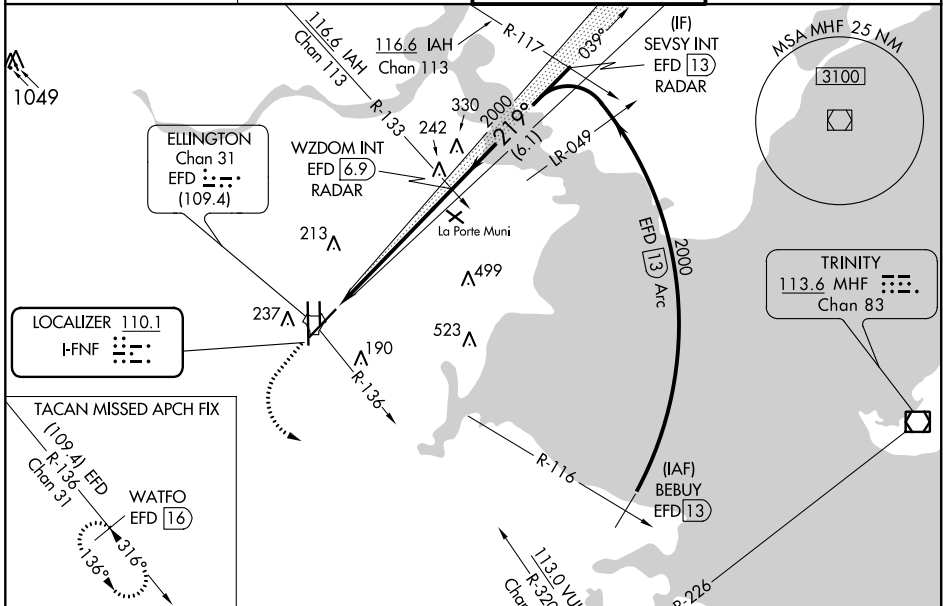 116.6 IAH
Chan 113
R-133
116.6 IAH
Chan 113
R-117
039°
(IF)
SEVSY INT
EFD 13
RADAR
MSA MHF 25 NM
3100
1049
ELLINGTON
Chan 31
EFD
(109.4)
WZDOM INT
EFD 6.9
RADAR
330
242
2000
219°
(6.1)
LR-049
La Porte Muni
213
499
EFD 13 Arc
2000
TRINITY
113.6 MHF
Chan 83
LOCALIZER 110.1
I-FNF
237
523
190
R-136
TACAN MISSED APCH FIX
(109.4) EFD
R-136
Chan 31
WATFO
EFD 16
316°
136°
R-116
(IAF)
BEBUY
EFD 13
113.0
R-320
R-226